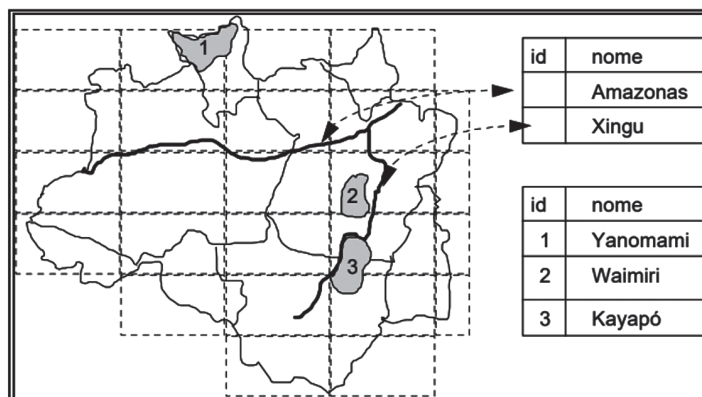 1
2
3
id nome
Amazonas
Xingu
id nome
1 Yanomami
2 Waimiri
3 Kayapó